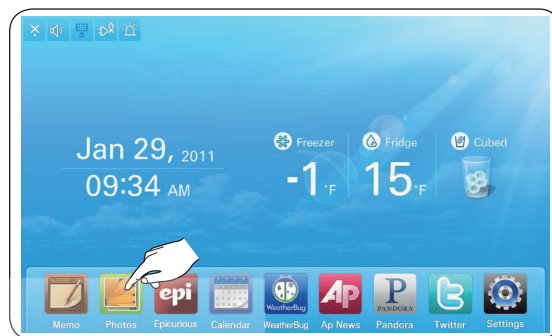 Freezer
Fridge
Cubed
Jan 29, 2011
-1 °F
15 °F
09:34 AM
epi
AP
P
PANDORA
WeatherBug
Memo
Photos
Epicurious
Calendar
WeatherBug
Ap News
Pandora
Twitter
Settings